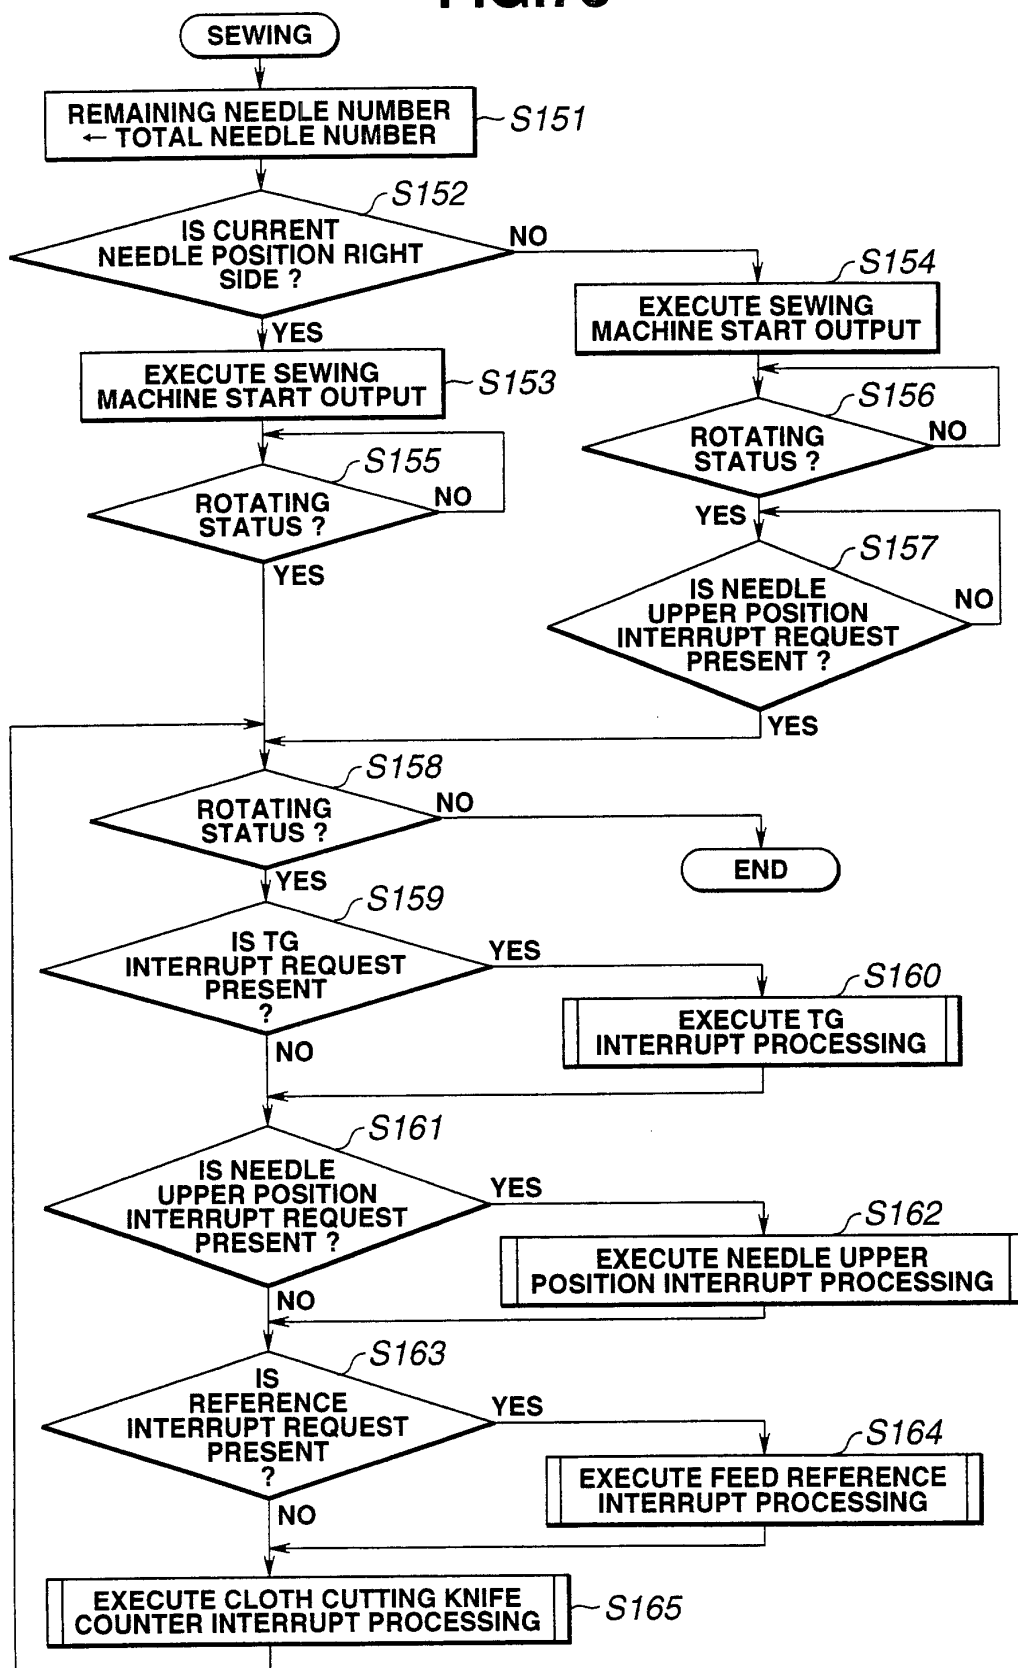 SEWING
REMAINING NEEDLE NUMBER
← TOTAL NEEDLE NUMBER
S151
S152
IS CURRENT
NEEDLE POSITION RIGHT
SIDE ?
NO
YES
S154
EXECUTE SEWING
MACHINE START OUTPUT
EXECUTE SEWING
MACHINE START OUTPUT
S153
S156
ROTATING
STATUS ?
NO
YES
S155
ROTATING
STATUS ?
NO
YES
S157
IS NEEDLE
UPPER POSITION
INTERRUPT REQUEST
PRESENT ?
NO
YES
S158
ROTATING
STATUS ?
NO
END
YES
S159
IS TG
INTERRUPT REQUEST
PRESENT
?
YES
S160
EXECUTE TG
INTERRUPT PROCESSING
NO
S161
IS NEEDLE
UPPER POSITION
INTERRUPT REQUEST
PRESENT ?
YES
S162
EXECUTE NEEDLE UPPER
POSITION INTERRUPT PROCESSING
NO
S163
IS
REFERENCE
INTERRUPT REQUEST
PRESENT
?
YES
S164
EXECUTE FEED REFERENCE
INTERRUPT PROCESSING
NO
EXECUTE CLOTH CUTTING KNIFE
COUNTER INTERRUPT PROCESSING
S165